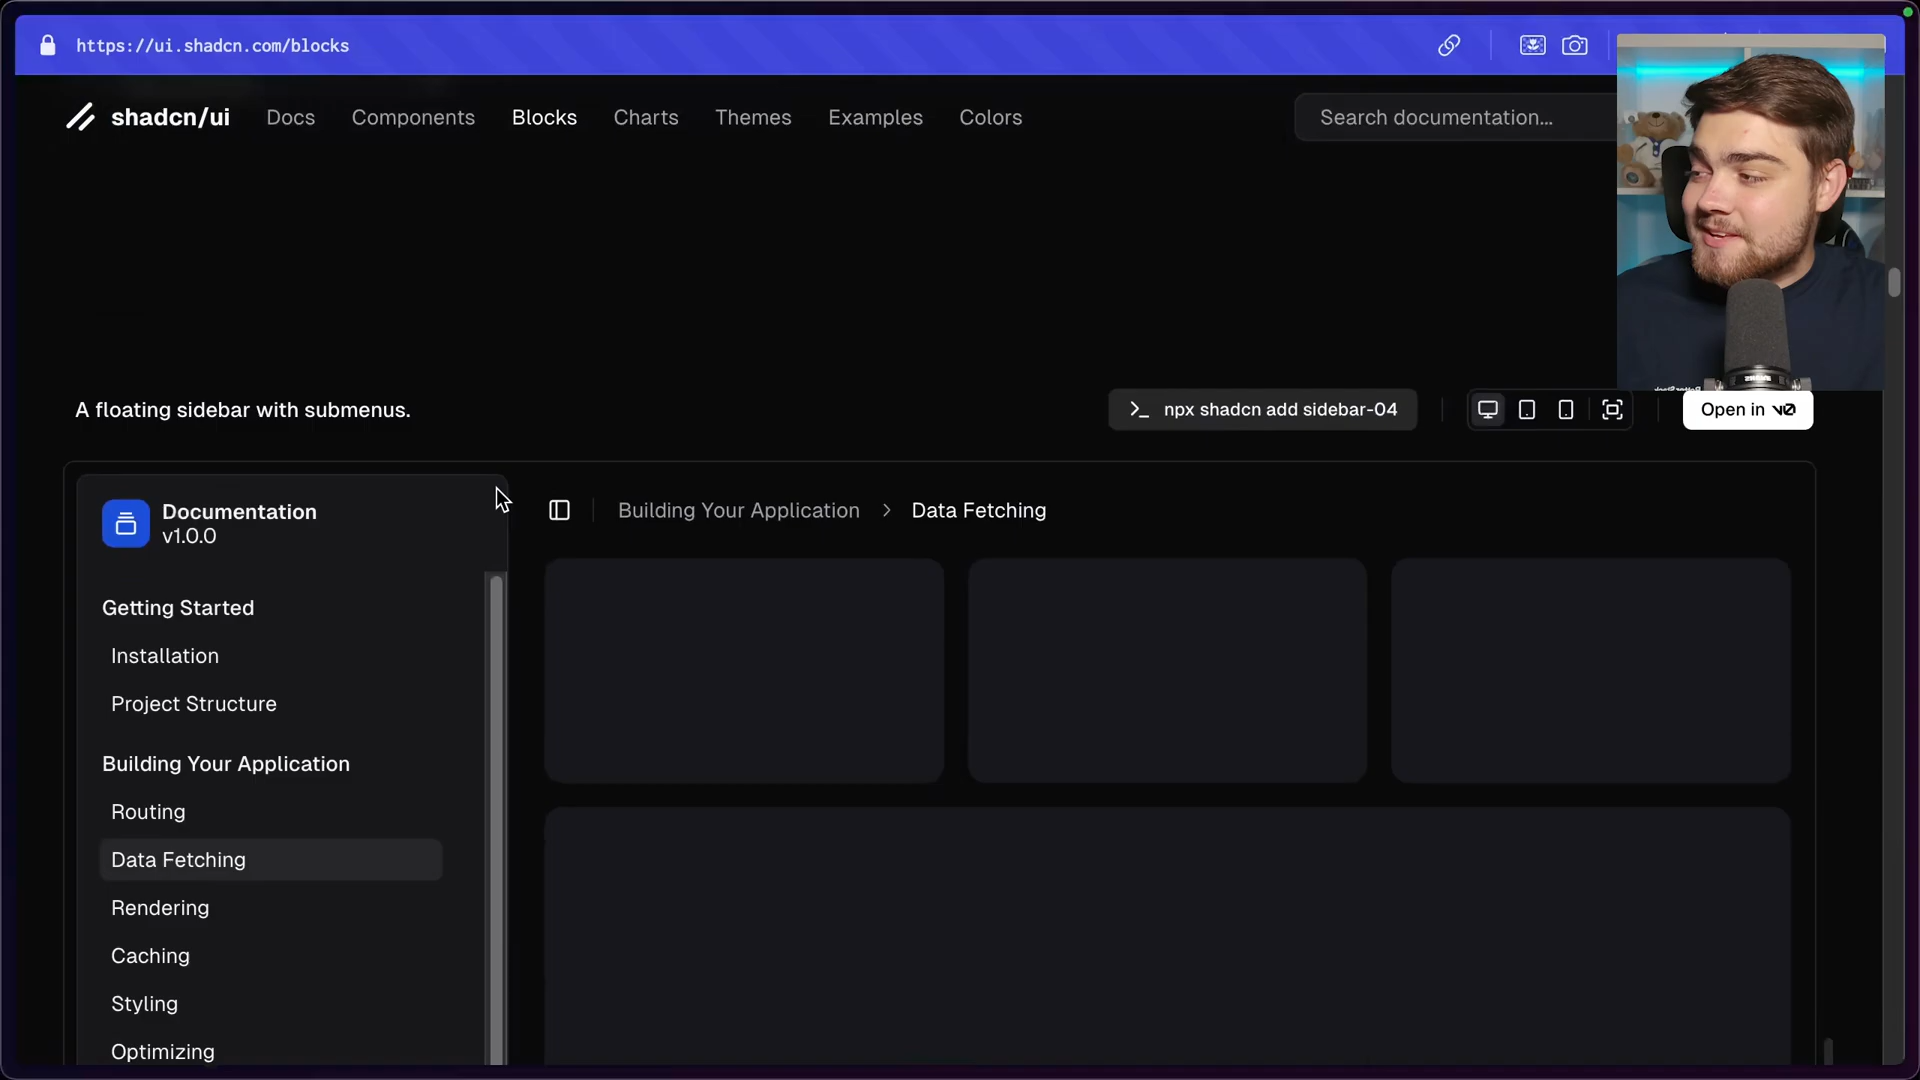 https://ui.shadcn.com/blocks
shadcn/ui Docs Components Blocks Charts Themes Examples Colors Search documentation...
A floating sidebar with submenus.
npx shadcn add sidebar-04
Open in v0
Documentation
v1.0.0
Building Your Application > Data Fetching
Getting Started
Installation
Project Structure
Building Your Application
Routing
Data Fetching
Rendering
Caching
Styling
Optimizing